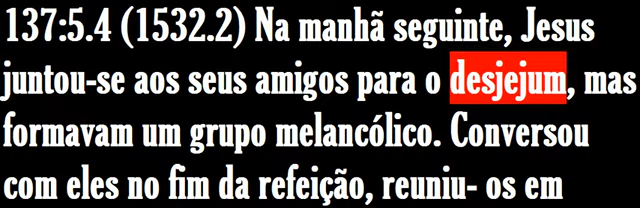 137:5.4 (1532.2) Na manhã seguinte, Jesus
juntou-se aos seus amigos para o desjejum, mas
formavam um grupo melancólico. Conversou
com eles no fim da refeição, reuniu- os em